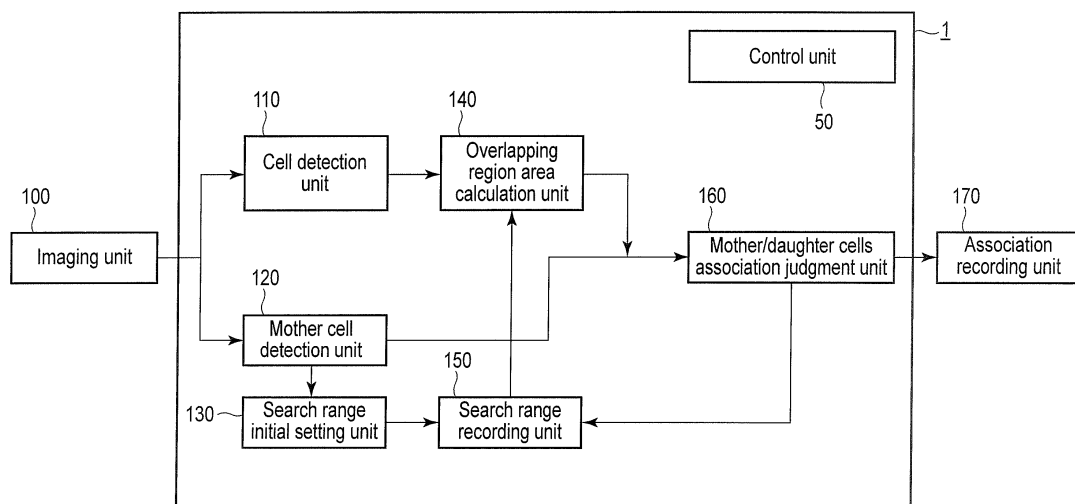 1
Control unit
50
110
Cell detection
unit
140
Overlapping
region area
calculation unit
100
Imaging unit
160
Mother/daughter cells
association judgment unit
170
Association
recording unit
120
Mother cell
detection unit
130
Search range
initial setting unit
150
Search range
recording unit